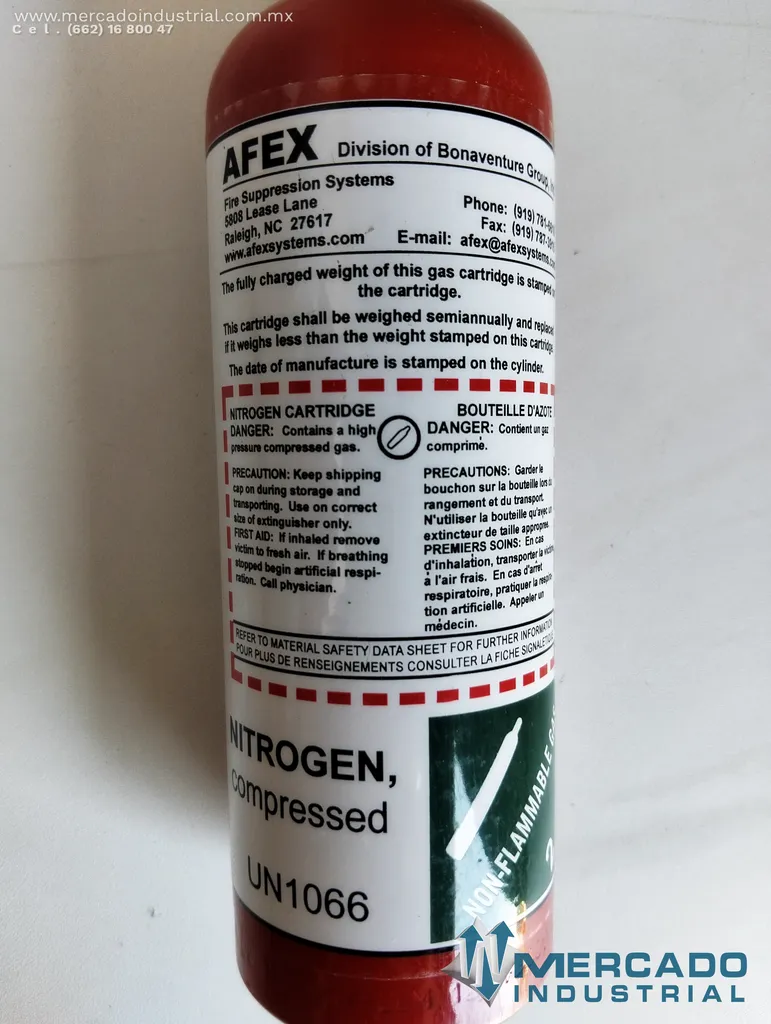 www.mercadoindustrial.com.mx
Cel. (662) 16 800 47
AFEX Division of Bonaventure Group,
Fire Suppression Systems
5808 Lease Lane
Raleigh, NC 27617
www.afexsystems.com
Phone: (919) 781-
Fax: (919) 787-
E-mail: afex@afexsystems.
The fully charged weight of this gas cartridge is stamped
the cartridge.
This cartridge shall be weighed semiannually and
if it weighs less than the weight stamped on this
The date of manufacture is stamped on the cylinder.
NITROGEN CARTRIDGE
DANGER: Contains a high
pressure compressed gas.
PRECAUTION: Keep shipping
cap on during storage and
transporting. Use on correct
size of extinguisher only.
FIRST AID: If inhaled remove
victim to fresh air. If breathing
stopped begin artificial respi-
ration. Call physician.
BOUTEILLE D'AZOTE
DANGER: Contient un gaz
comprimé.
PRECAUTIONS: Garder le
bouchon sur la bouteille lors
rangement et du transport.
N'utiliser la bouteille qu'avec
extincteur de taille appropriée.
PREMIERS SOINS: En cas
d'inhalation, transporter la
à l'air frais. En cas d'arrêt
respiratoire, pratiquer la
tion artificielle. Appeler un
médecin.
REFER TO MATERIAL SAFETY DATA SHEET FOR FURTHER INFORMATION
POUR PLUS DE RENSEIGNEMENTS CONSULTER LA FICHE
NITROGEN,
compressed
UN1066
NON-FLAMMABLE
2
MERCADO
INDUSTRIAL